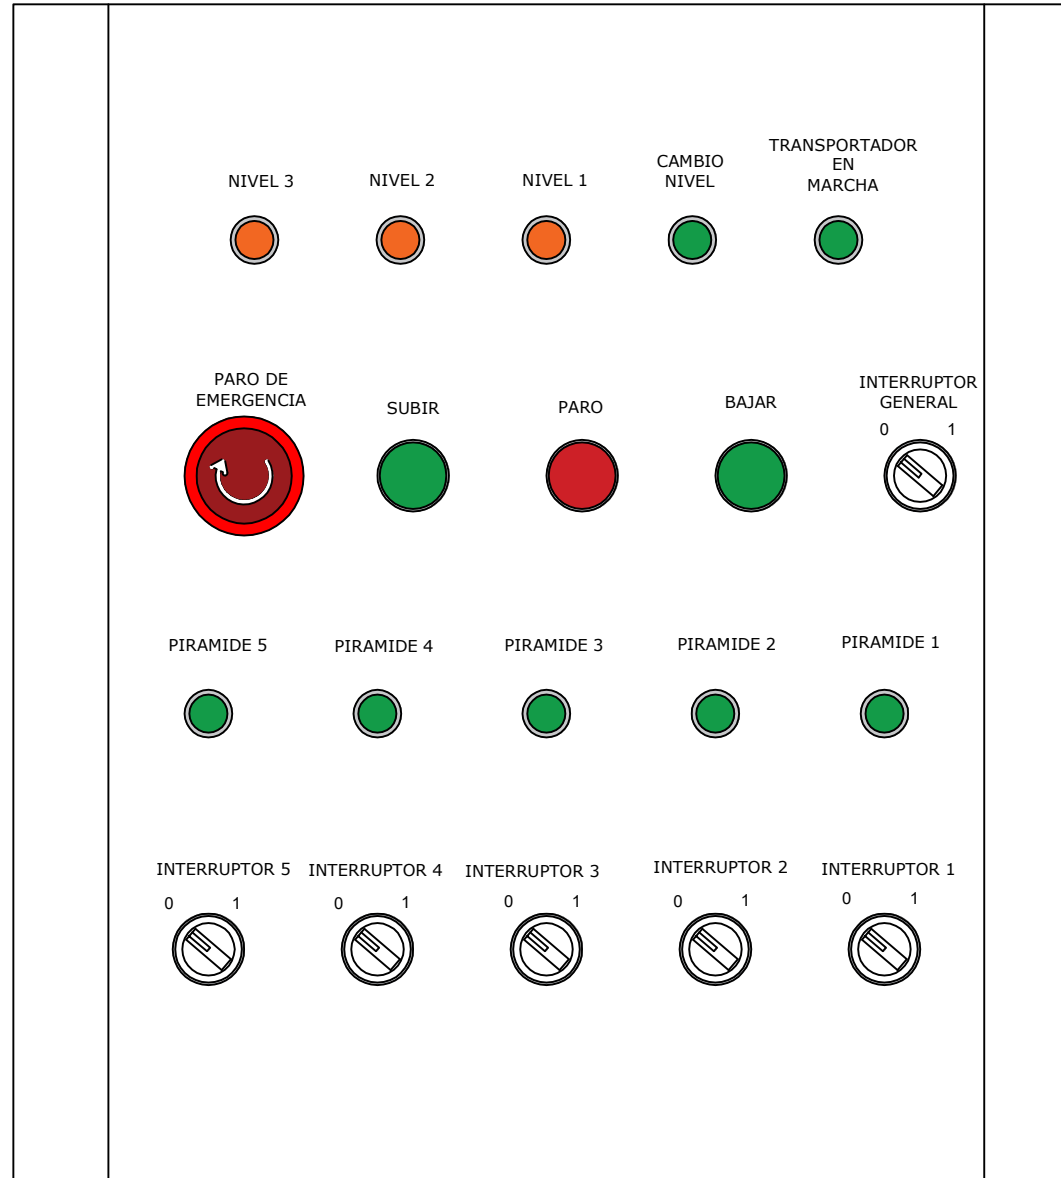 NIVEL 3
NIVEL 2
NIVEL 1
CAMBIO
NIVEL
TRANSPORTADOR
EN
MARCHA
PARO DE
EMERGENCIA
SUBIR
PARO
BAJAR
INTERRUPTOR
GENERAL
0 1
PIRAMIDE 5
PIRAMIDE 4
PIRAMIDE 3
PIRAMIDE 2
PIRAMIDE 1
INTERRUPTOR 5
0 1
INTERRUPTOR 4
0 1
INTERRUPTOR 3
0 1
INTERRUPTOR 2
0 1
INTERRUPTOR 1
0 1